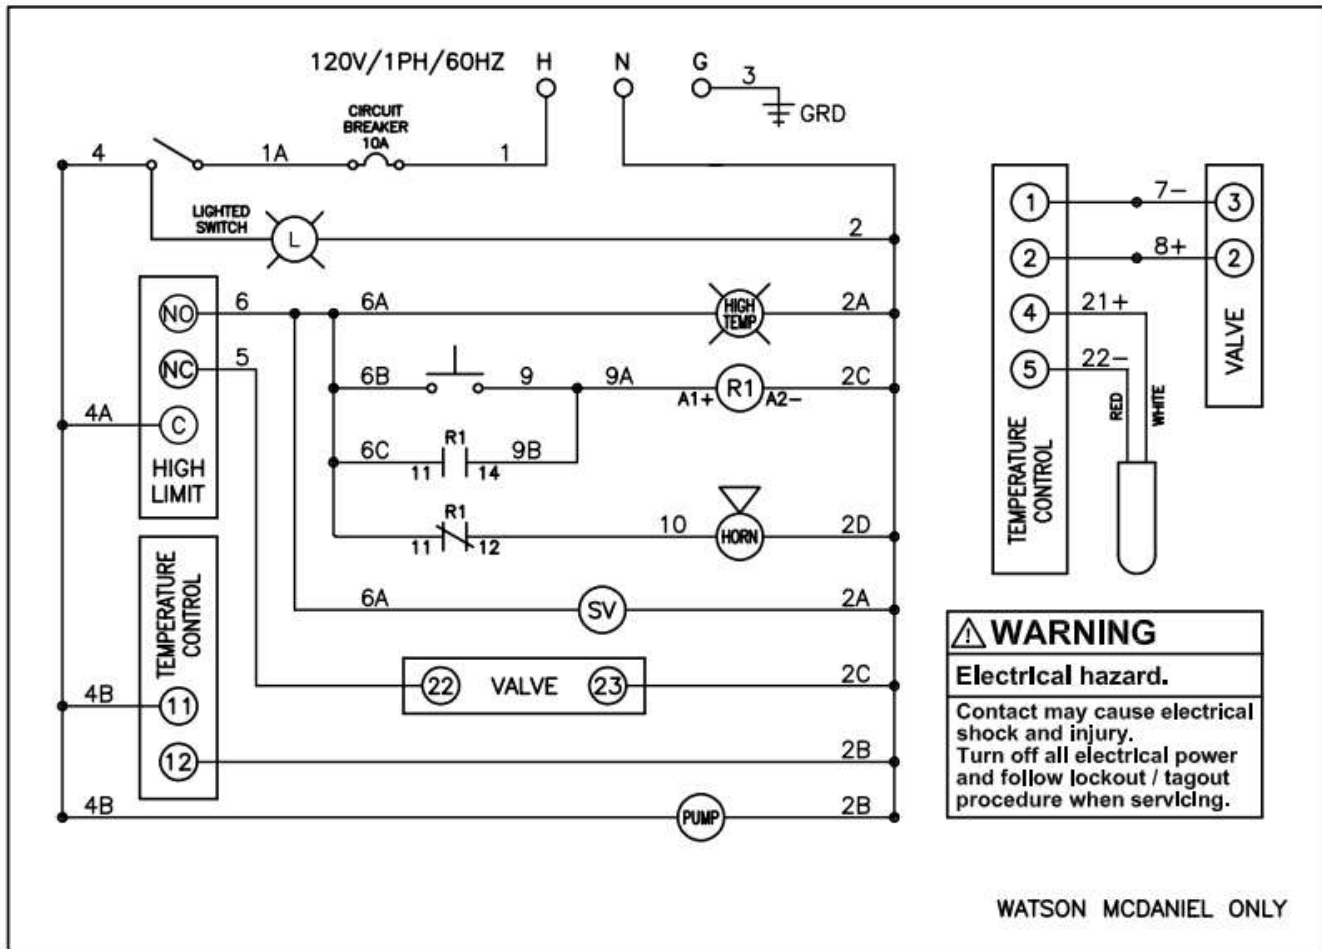 120V/1PH/60HZ H N G
3
GRD
CIRCUIT
BREAKER
10A
4 1A 1
LIGHTED
SWITCH
L 2
NO 6 6A HIGH
TEMP 2A
NC 5 6B 9 9A A1+ R1 A2- 2C
4A C
HIGH
LIMIT
R1
6C 11 14 9B
R1
11 12 10 HORN 2D
TEMPERATURE
CONTROL
6A SV 2A
22 VALVE 23 2C
4B 11
12 2B
4B PUMP 2B
1 7- 3
2 8+ 2
4 21+
5 22-
VALVE
RED
WHITE
TEMPERATURE
CONTROL
⚠ WARNING
Electrical hazard.
Contact may cause electrical
shock and injury.
Turn off all electrical power
and follow lockout / tagout
procedure when servicing.
WATSON MCDANIEL ONLY